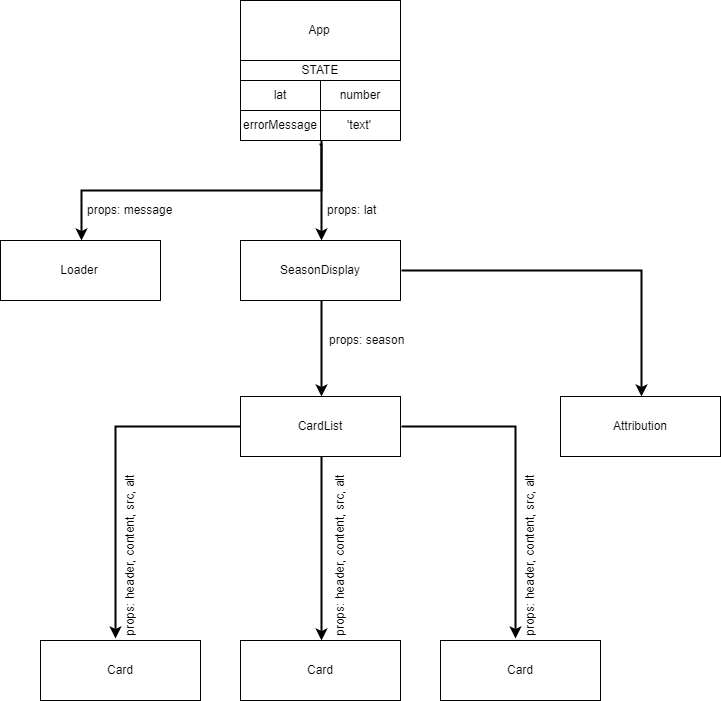 App
STATE
lat
number
errorMessage
'text'
props: message
props: lat
Loader
SeasonDisplay
props: season
CardList
Attribution
props: header, content, src, alt
props: header, content, src, alt
props: header, content, src, alt
Card
Card
Card